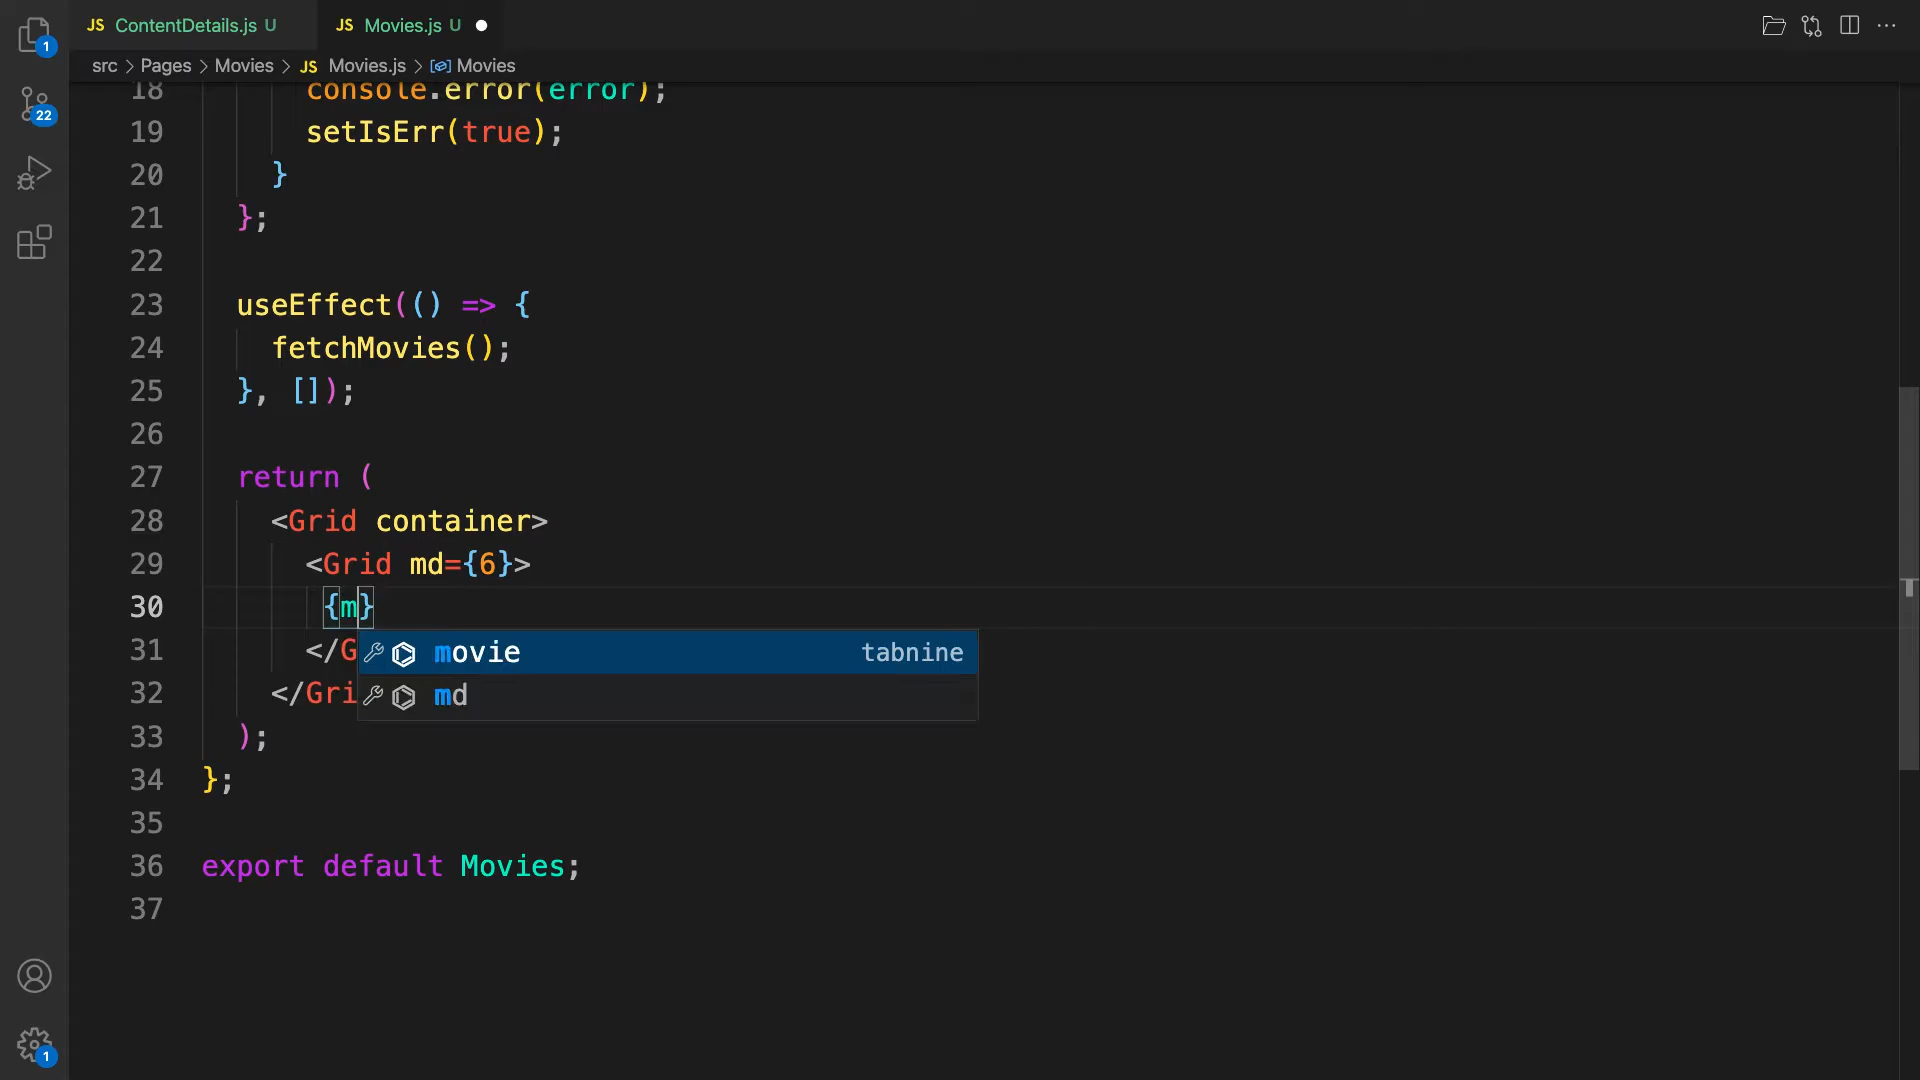 JS ContentDetails.js U JS Movies.js U
src > Pages > Movies > JS Movies.js > Movies
1
22
18 console.error(error);
19 setIsErr(true);
20 }
21 };
22
23 useEffect(() => {
24 fetchMovies();
25 }, []);
26
27 return (
28 <Grid container>
29 <Grid md={6}>
30 {m}
31 </G
movie tabnine
32 </Gri
md
33 );
34 };
35
36 export default Movies;
37
1